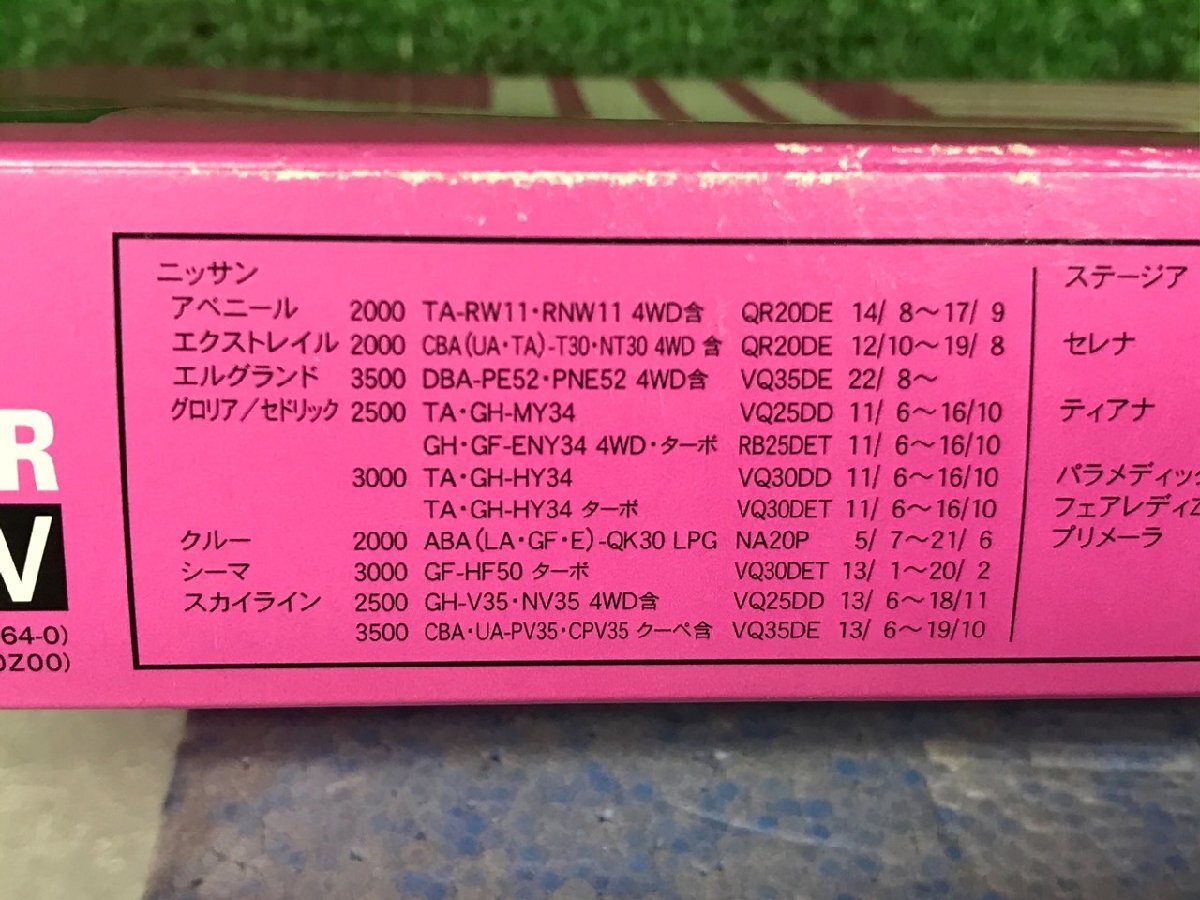 ニッサン
アベニール 2000 TA-RW11・RNW11 4WD含 QR20DE 14/ 8〜17/ 9
エクストレイル 2000 CBA(UA・TA)-T30・NT30 4WD 含 QR20DE 12/10〜19/ 8
エルグランド 3500 DBA-PE52・PNE52 4WD含 VQ35DE 22/ 8〜
グロリア/セドリック 2500 TA・GH-MY34 VQ25DD 11/ 6〜16/10
GH・GF-ENY34 4WD・ターボ RB25DET 11/ 6〜16/10
3000 TA・GH-HY34 VQ30DD 11/ 6〜16/10
TA・GH-HY34 ターボ VQ30DET 11/ 6〜16/10
クルー 2000 ABA(LA・GF・E)-QK30 LPG NA20P 5/ 7〜21/ 6
シーマ 3000 GF-HF50 ターボ VQ30DET 13/ 1〜20/ 2
スカイライン 2500 GH-V35・NV35 4WD含 VQ25DD 13/ 6〜18/11
3500 CBA・UA-PV35・CPV35 クーペ含 VQ35DE 13/ 6〜19/10
ステージア
セレナ
ティアナ
パラメディック
フェアレディZ
プリメーラ
R
V
64-0)
0Z00)